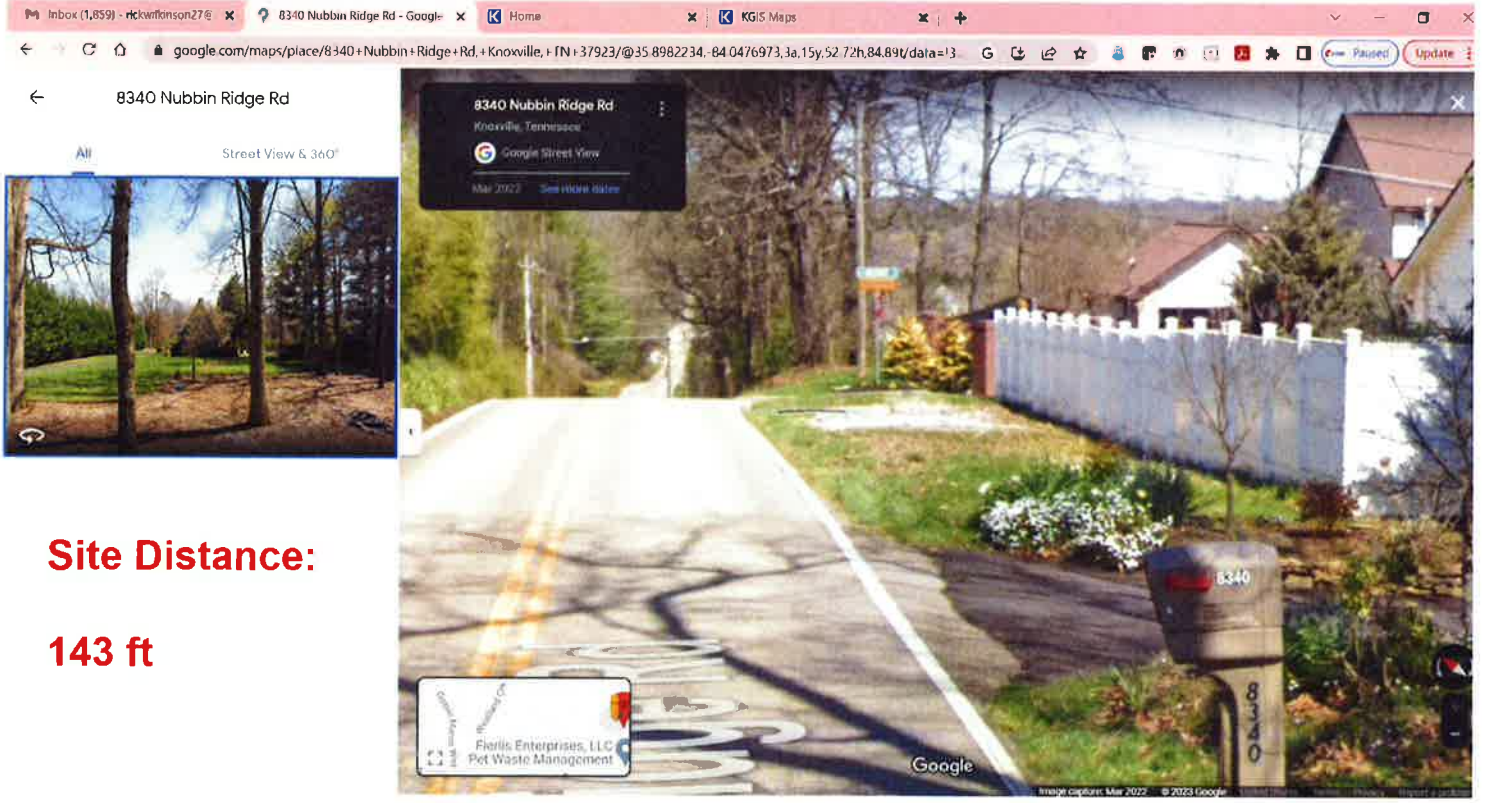 Inbox (1,859) - rickwilkinson27@
8340 Nubbin Ridge Rd - Google
Home
KGIS Maps
google.com/maps/place/8340+Nubbin+Ridge+Rd,+Knoxville,+TN+37923/@35.8982234,-84.0476973,3a,15y,52.72h,84.89t/data=!3
Paused
Update
8340 Nubbin Ridge Rd
All
Street View & 360°
8340 Nubbin Ridge Rd
Knoxville, Tennessee
Google Street View
Mar 2022
See more dates
Site Distance:
143 ft
8340
8340
Fierlis Enterprises, LLC
Pet Waste Management
Google
Image capture: Mar 2022
© 2023 Google